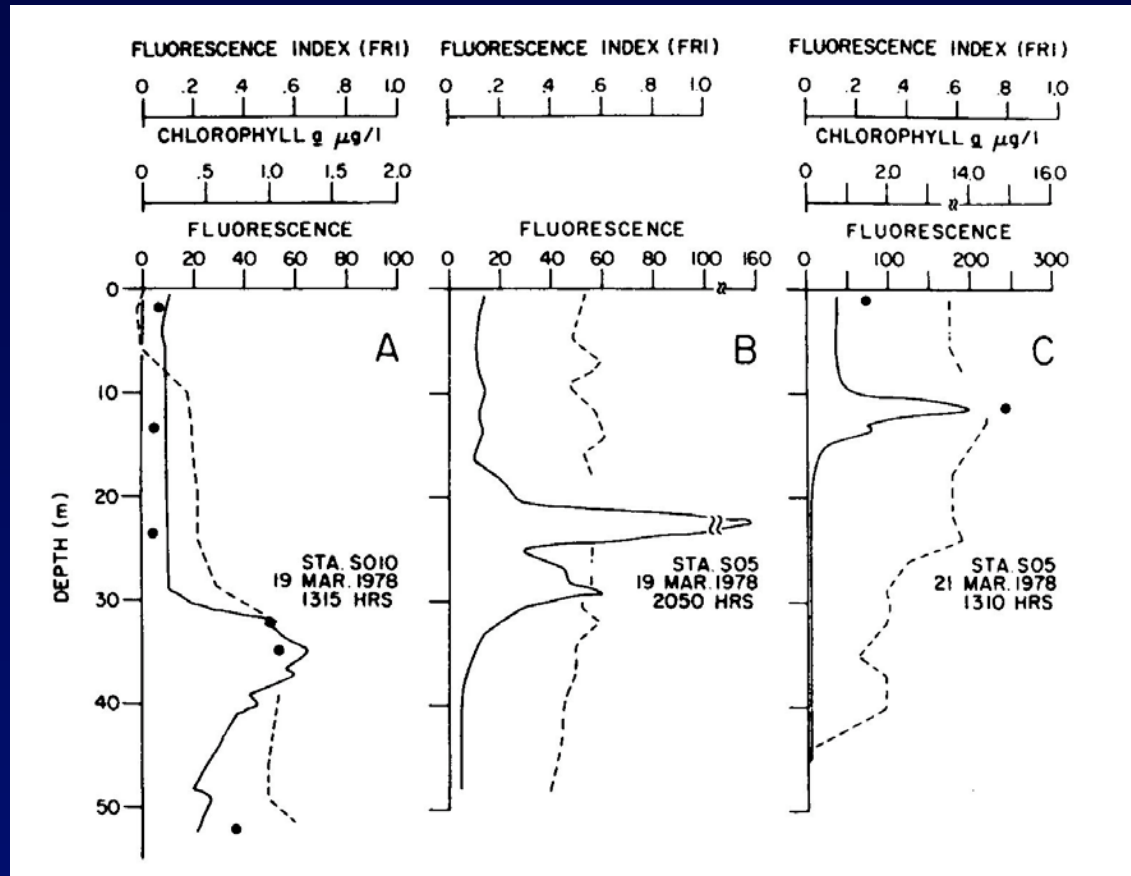 FLUORESCENCE INDEX (FRI)
0 .2 .4 .6 .8 1.0
CHLOROPHYLL a µg/l
0 .5 1.0 1.5 2.0
FLUORESCENCE
0 20 40 60 80 100
FLUORESCENCE INDEX (FRI)
0 .2 .4 .6 .8 1.0
FLUORESCENCE
0 20 40 60 80 100 160
FLUORESCENCE INDEX (FRI)
0 .2 .4 .6 .8 1.0
CHLOROPHYLL a µg/l
0 2.0 14.0 16.0
FLUORESCENCE
0 100 200 300
DEPTH (m)
0
10
20
30
40
50
A
STA. SO10
19 MAR. 1978
1315 HRS
B
STA. SO5
19 MAR. 1978
2050 HRS
C
STA. SO5
21 MAR. 1978
1310 HRS